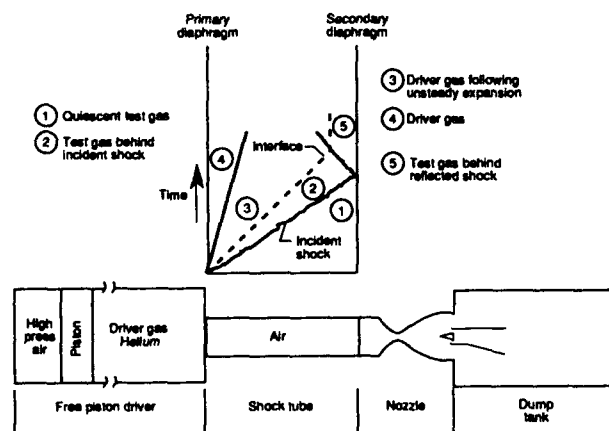 Primary
diaphragm
Secondary
diaphragm
1 Quiescent test gas
2 Test gas behind
incident shock
3 Driver gas following
unsteady expansion
4 Driver gas
5 Test gas behind
reflected shock
Time
4
Interface
5
3
2
1
Incident
shock
High
press
air
Piston
Driver gas
Helium
Air
Free piston driver
Shock tube
Nozzle
Dump
tank